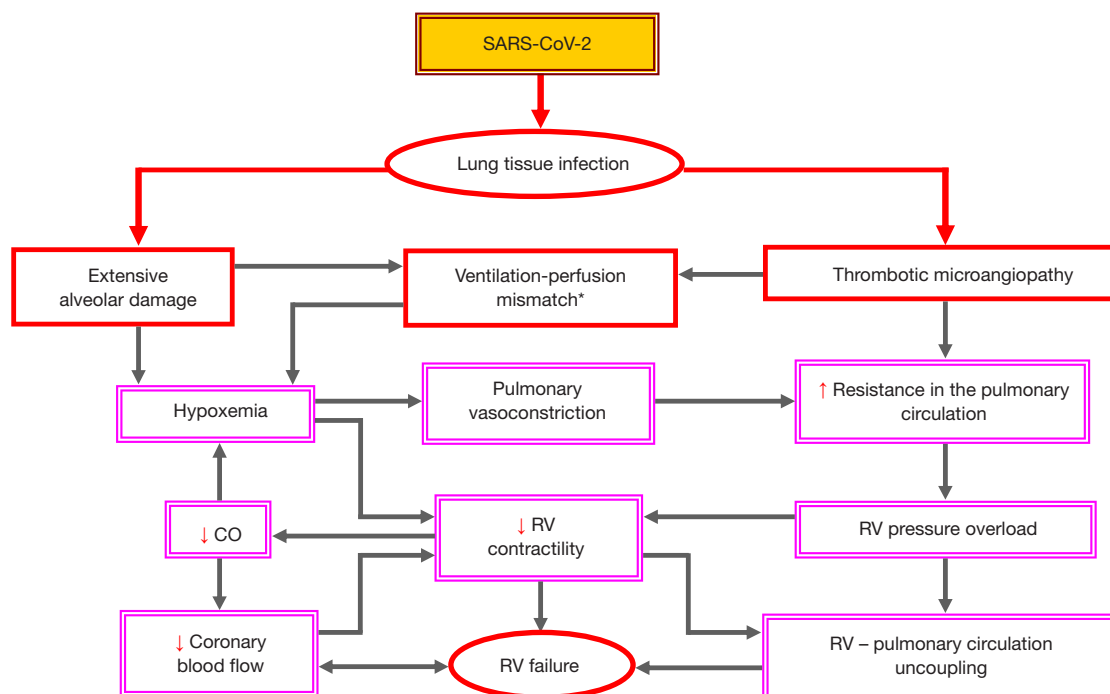 SARS-CoV-2
Lung tissue infection
Extensive
alveolar damage
Ventilation-perfusion
mismatch*
Thrombotic microangiopathy
Hypoxemia
Pulmonary
vasoconstriction
↑ Resistance in the pulmonary
circulation
↓ CO
↓ RV
contractility
RV pressure overload
↓ Coronary
blood flow
RV failure
RV – pulmonary circulation
uncoupling